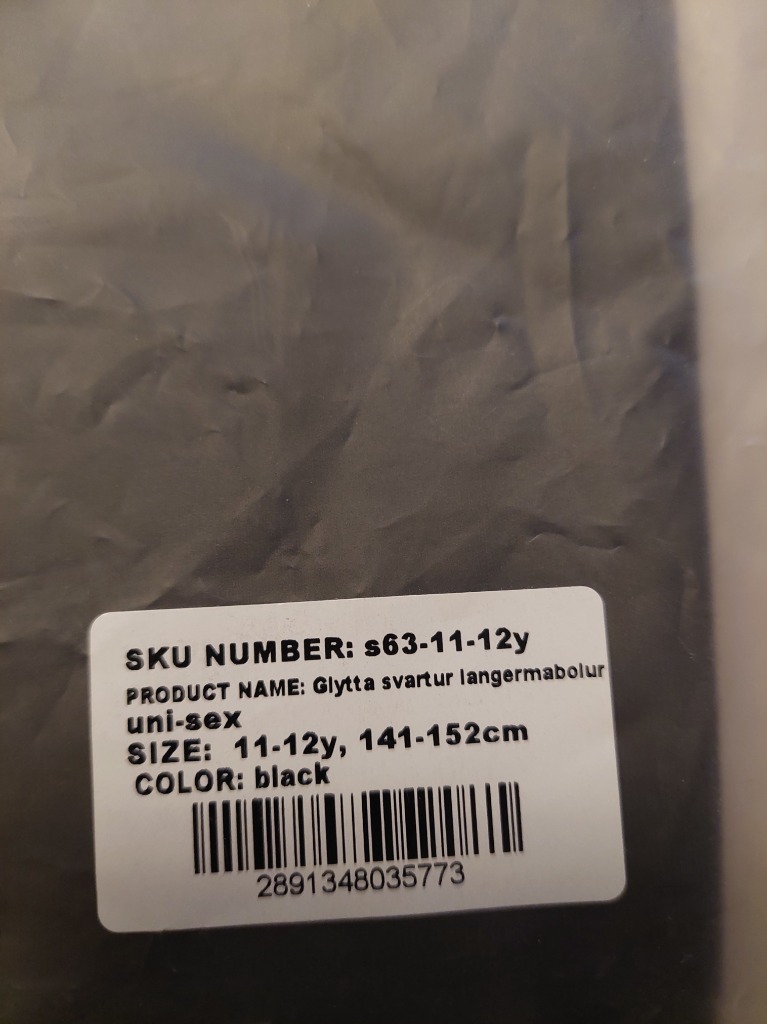 SKU NUMBER: s63-11-12y
PRODUCT NAME: Glytta svartur langermabolur
uni-sex
SIZE: 11-12y, 141-152cm
COLOR: black
2891348035773